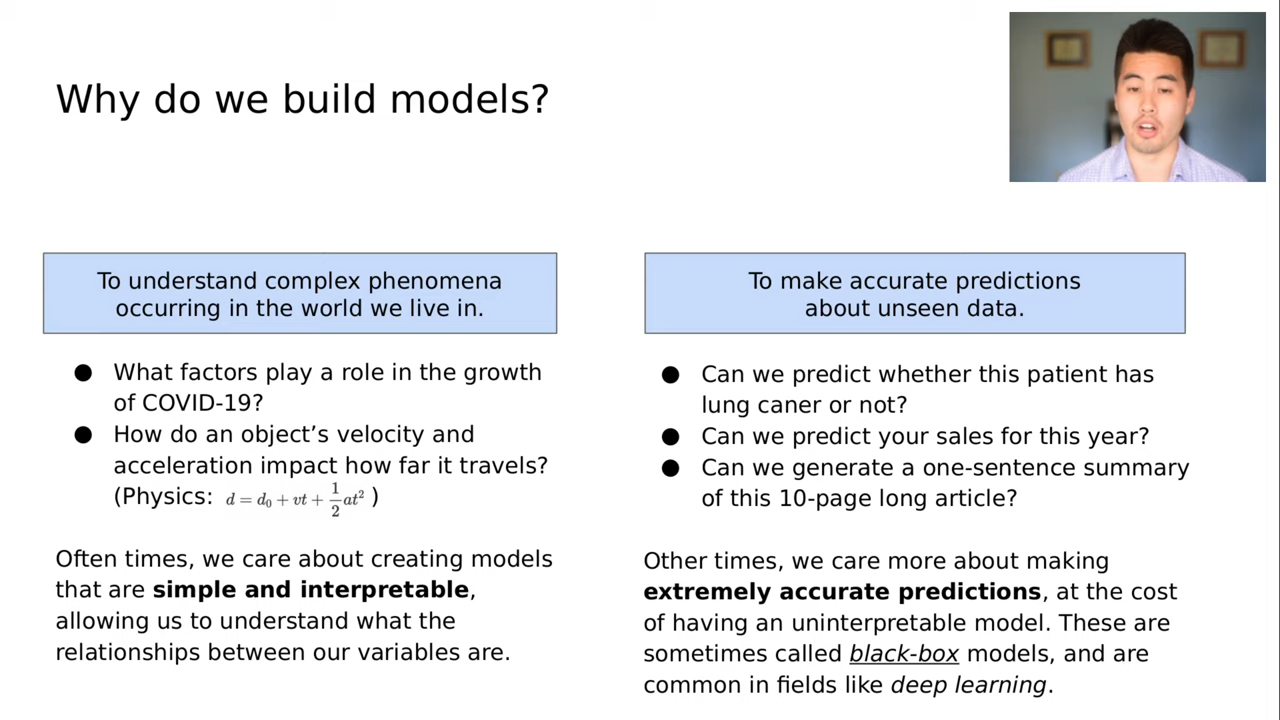 Why do we build models?
To understand complex phenomena
occurring in the world we live in.
● What factors play a role in the growth
of COVID-19?
● How do an object’s velocity and
acceleration impact how far it travels?
(Physics: d = d₀ + vt + 1/2 at² )
Often times, we care about creating models
that are simple and interpretable,
allowing us to understand what the
relationships between our variables are.
To make accurate predictions
about unseen data.
● Can we predict whether this patient has
lung caner or not?
● Can we predict your sales for this year?
● Can we generate a one-sentence summary
of this 10-page long article?
Other times, we care more about making
extremely accurate predictions, at the cost
of having an uninterpretable model. These are
sometimes called black-box models, and are
common in fields like deep learning.